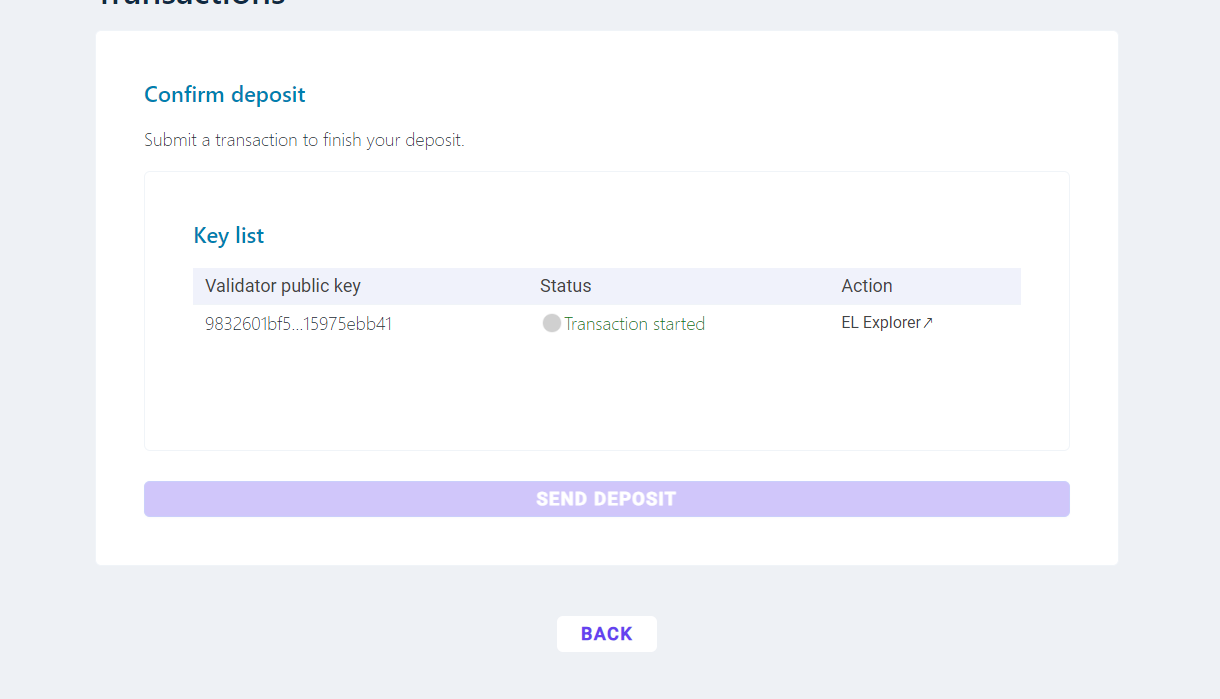 Transactions
Confirm deposit
Submit a transaction to finish your deposit.
Key list
Validator public key Status Action
9832601bf5...15975ebb41 Transaction started EL Explorer↗
SEND DEPOSIT
BACK